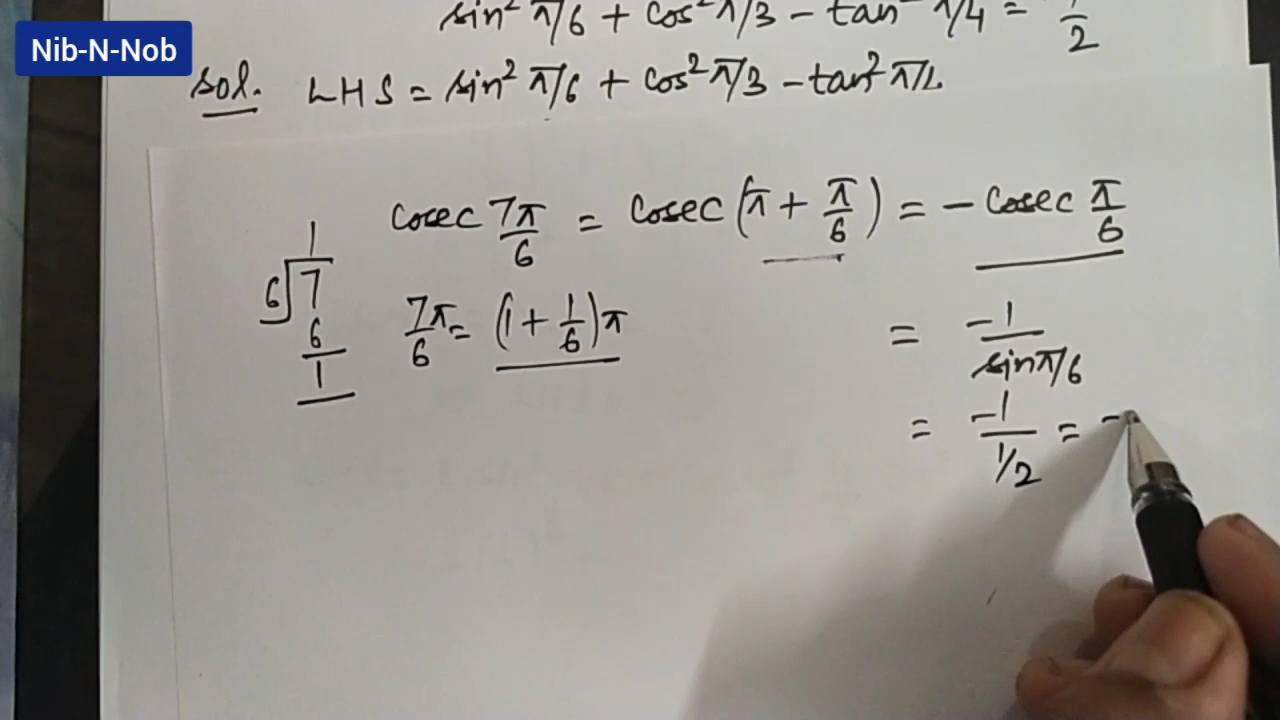 Nib-N-Nob
sin² π/6 + cos² π/3 - tan² π/4 = -1/2
sol. LHS = sin² π/6 + cos² π/3 - tan² π/
cosec 7π/6 = cosec (π + π/6) = - cosec π/6
1
6 7
6
1
7π/6 = (1 + 1/6)π
= -1/sin π/6
= -1/1/2 = -